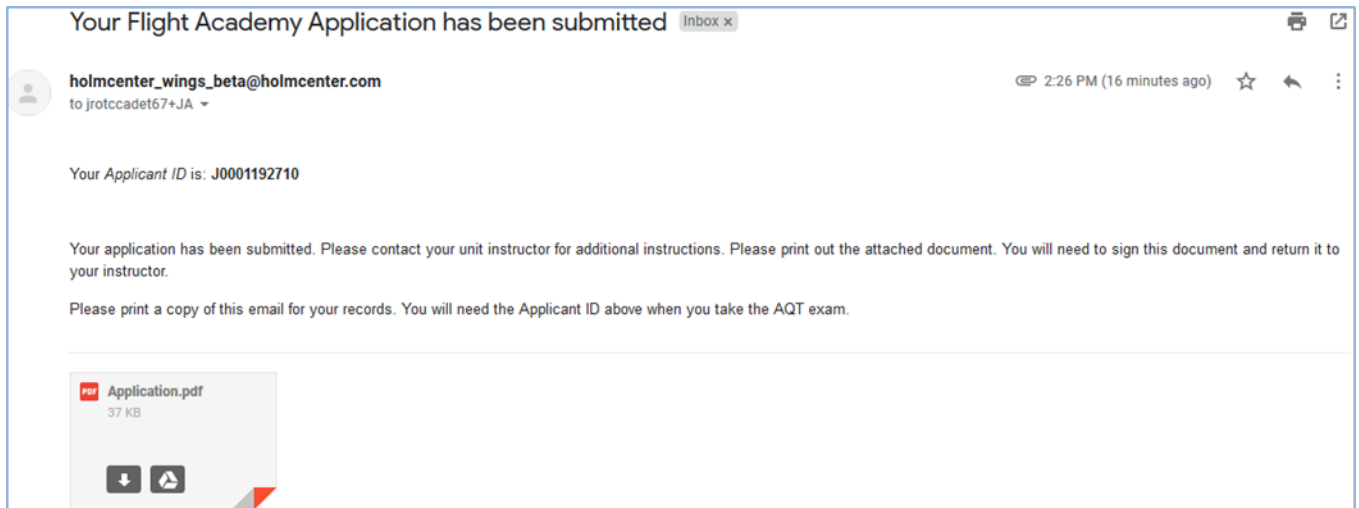 Your Flight Academy Application has been submitted Inbox x
holmcenter_wings_beta@holmcenter.com 2:26 PM (16 minutes ago)
to jrotccadet67+JA
Your Applicant ID is: J0001192710
Your application has been submitted. Please contact your unit instructor for additional instructions. Please print out the attached document. You will need to sign this document and return it to
your instructor.
Please print a copy of this email for your records. You will need the Applicant ID above when you take the AQT exam.
PDF Application.pdf
37 KB